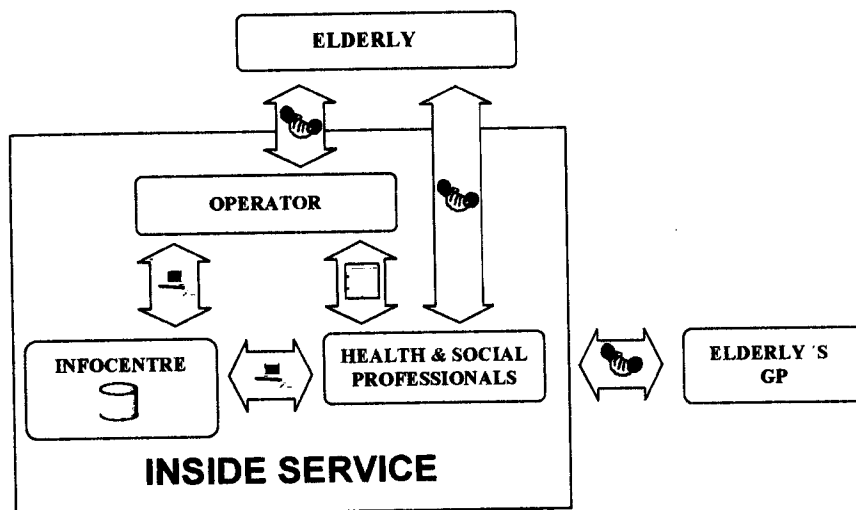 ELDERLY
OPERATOR
INFOCENTRE
HEALTH & SOCIAL
PROFESSIONALS
ELDERLY´S
GP
INSIDE SERVICE